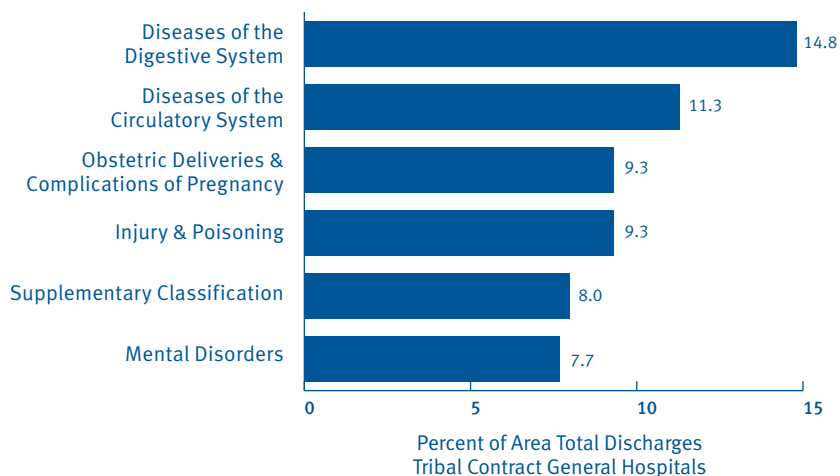 Diseases of the
Digestive System
14.8
Diseases of the
Circulatory System
11.3
Obstetric Deliveries &
Complications of Pregnancy
9.3
Injury & Poisoning
9.3
Supplementary Classification
8.0
Mental Disorders
7.7
0 5 10 15
Percent of Area Total Discharges
Tribal Contract General Hospitals